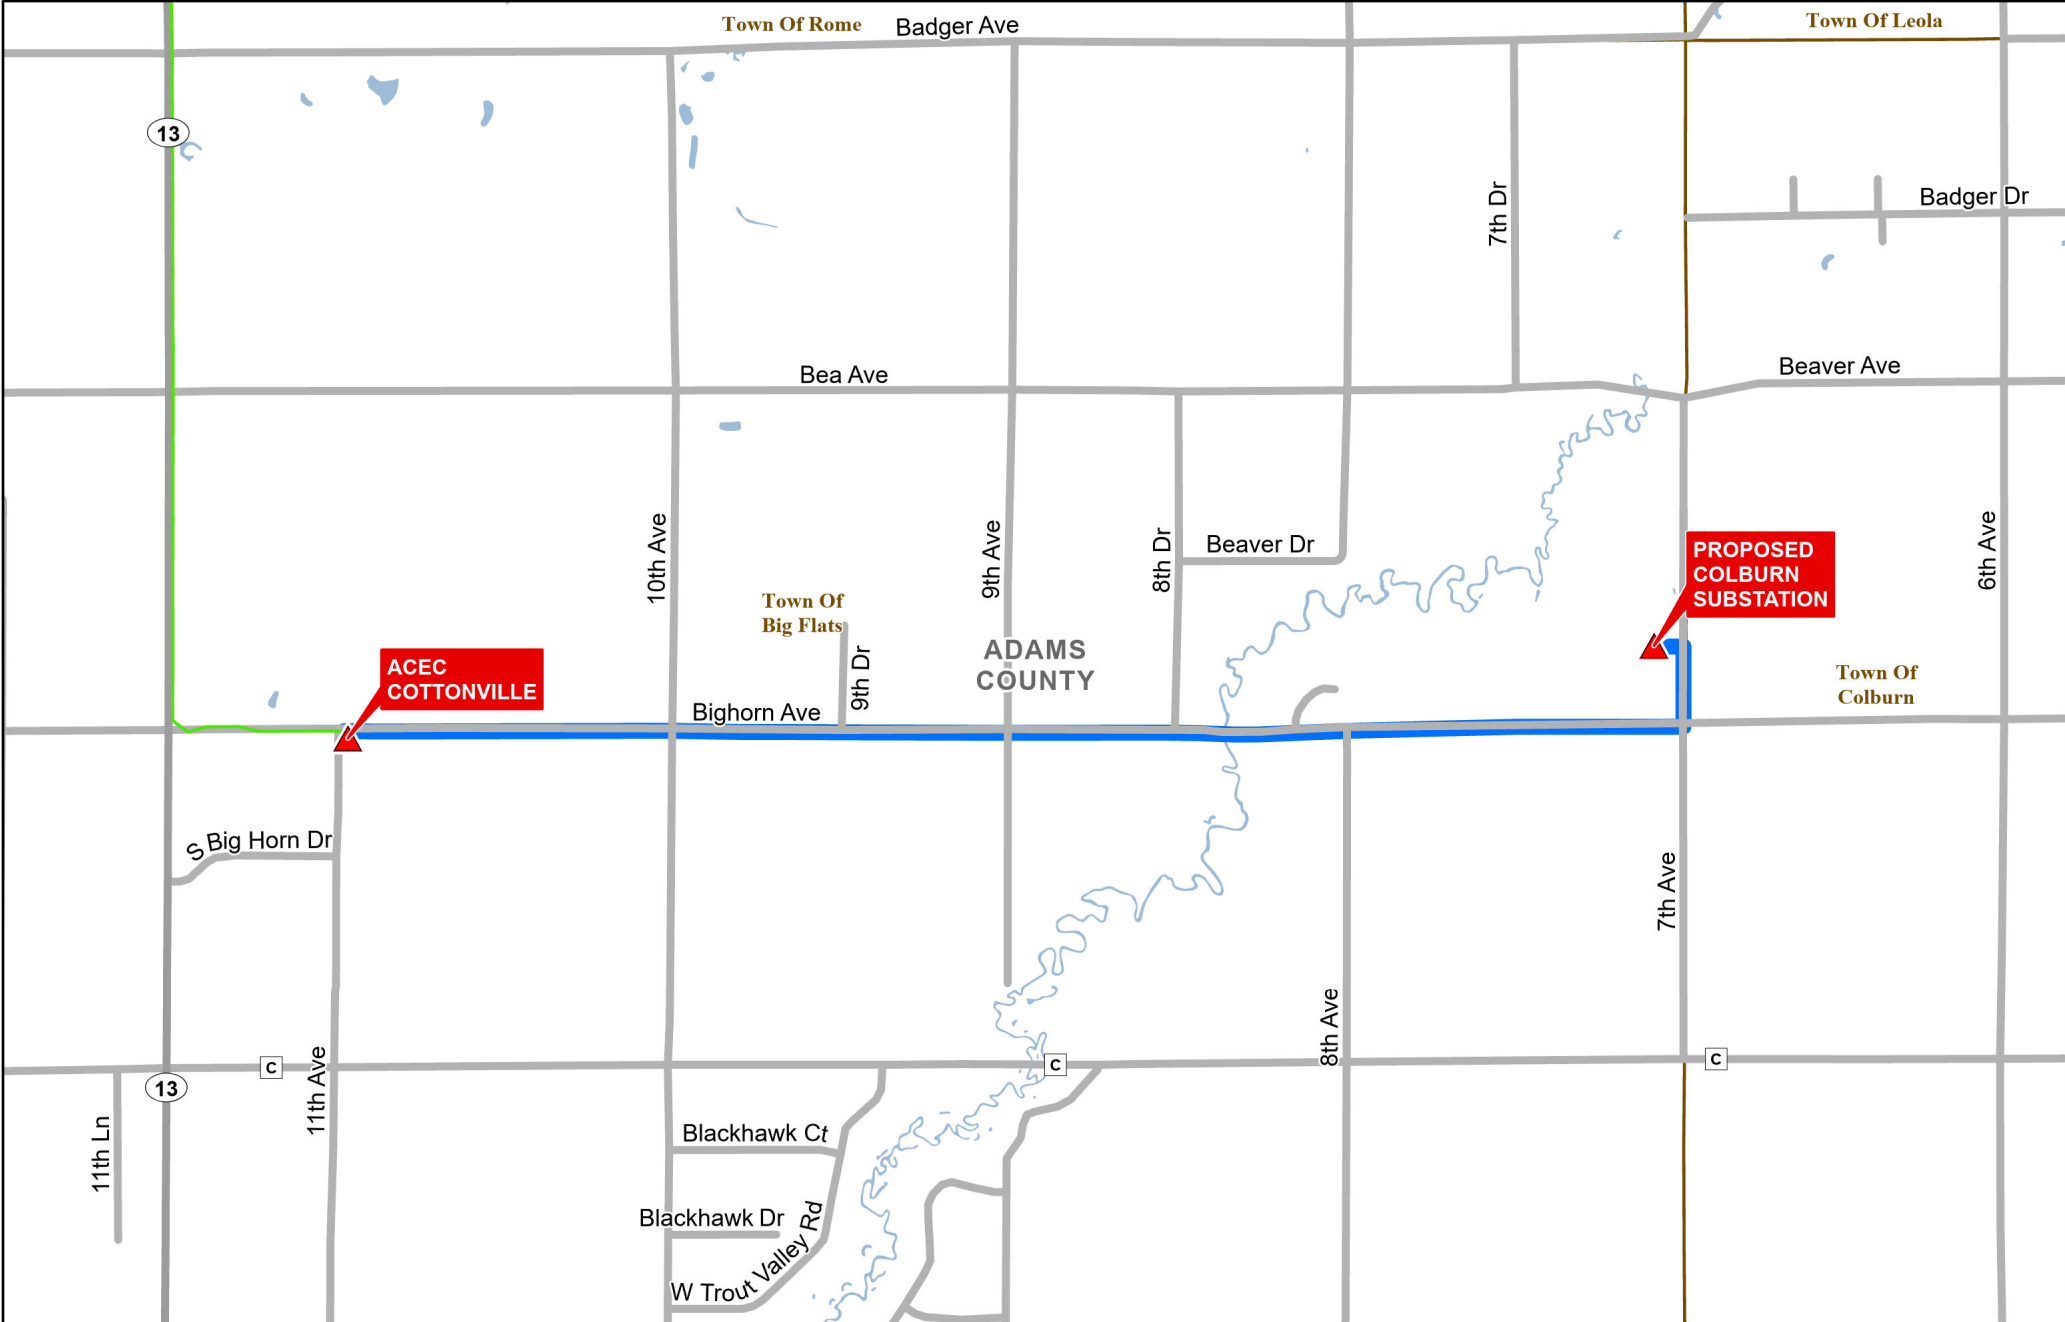 Town Of Rome
Badger Ave
Town Of Leola
13
7th Dr
Badger Dr
Bea Ave
Beaver Ave
10th Ave
9th Ave
8th Dr
Beaver Dr
6th Ave
PROPOSED
COLBURN
SUBSTATION
Town Of
Big Flats
9th Dr
ADAMS
COUNTY
ACEC
COTTONVILLE
Town Of
Colburn
Bighorn Ave
S Big Horn Dr
7th Ave
8th Ave
C
C
C
13
11th Ave
11th Ln
Blackhawk Ct
Blackhawk Dr
W Trout Valley Rd